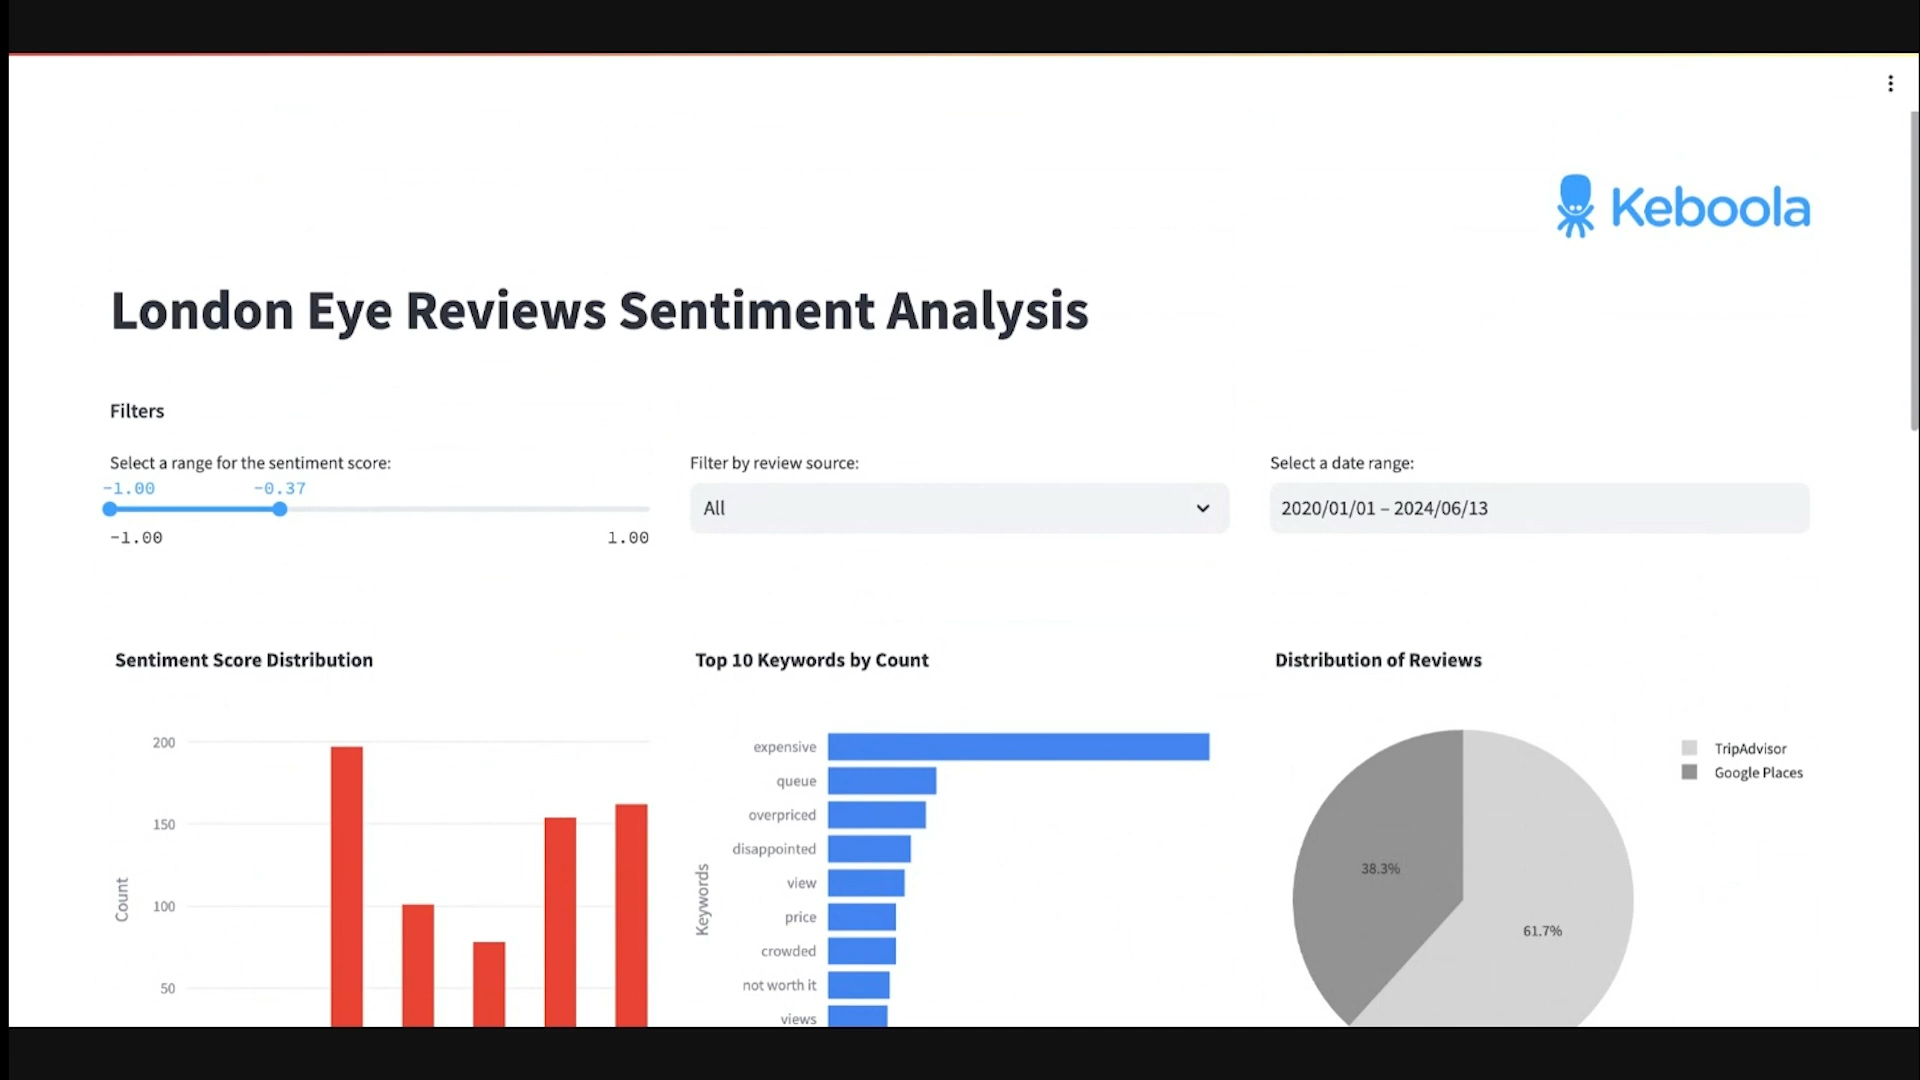 Keboola
London Eye Reviews Sentiment Analysis
Filters
Select a range for the sentiment score:
-1.00
-0.37
-1.00
1.00
Filter by review source:
All
Select a date range:
2020/01/01 – 2024/06/13
Sentiment Score Distribution
200
150
100
50
Count
Top 10 Keywords by Count
expensive
queue
overpriced
disappointed
view
price
crowded
not worth it
views
Keywords
Distribution of Reviews
TripAdvisor
Google Places
38.3%
61.7%